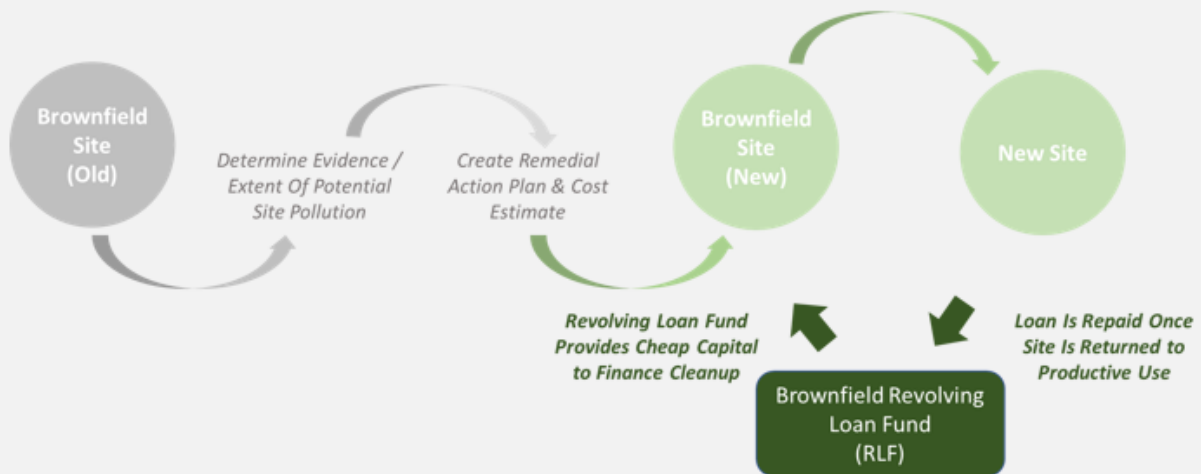 Brownfield
Site
(Old)
Determine Evidence /
Extent Of Potential
Site Pollution
Create Remedial
Action Plan & Cost
Estimate
Brownfield
Site
(New)
New Site
Revolving Loan Fund
Provides Cheap Capital
to Finance Cleanup
Loan Is Repaid Once
Site Is Returned to
Productive Use
Brownfield Revolving
Loan Fund
(RLF)